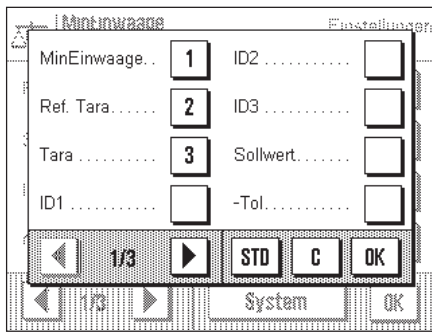 MinEinwaage
Einstellungen
MinEinwaage.. 1 ID2...........
Ref. Tara...... 2 ID3...........
Tara.......... 3 Sollwert.......
ID1........... -Tol...........
1/3 STD C OK
1/3 System OK